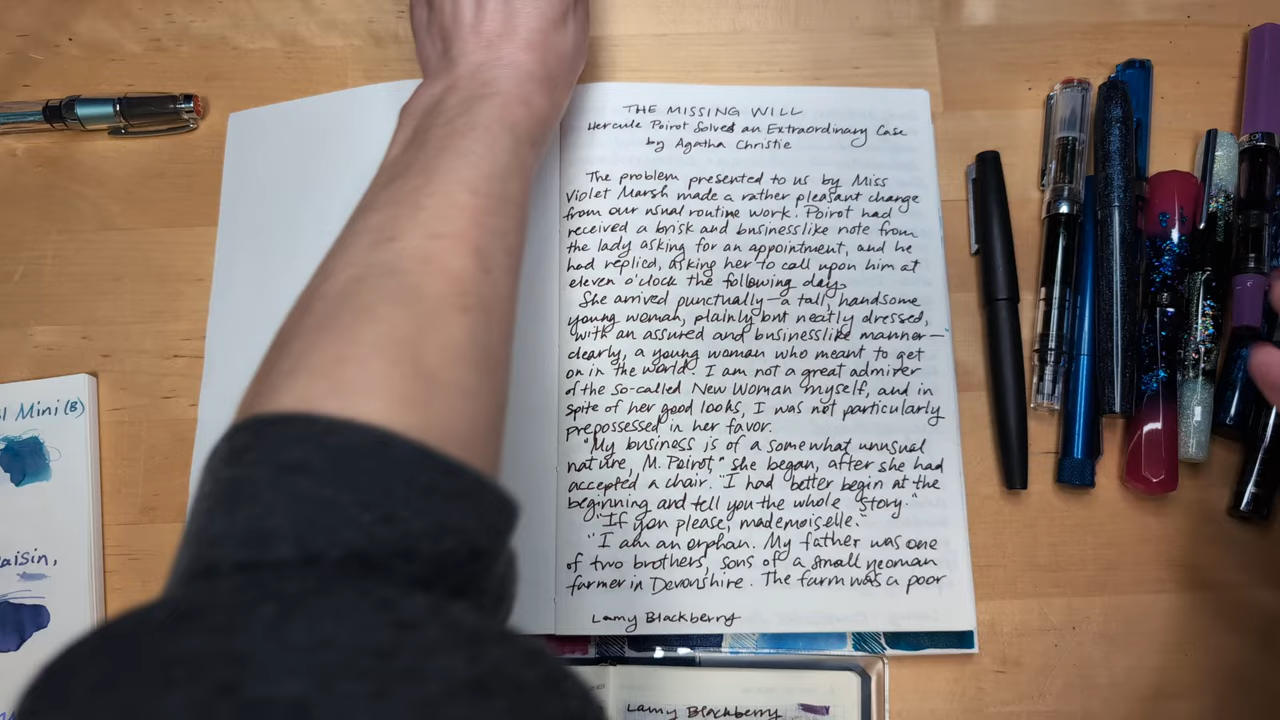 THE MISSING WILL
Hercule Poirot Solves an Extraordinary Case
by Agatha Christie
The problem presented to us by Miss
Violet Marsh made a rather pleasant change
from our usual routine work. Poirot had
received a brisk and businesslike note from
the lady asking for an appointment, and he
had replied, asking her to call upon him at
eleven o'clock the following day.
She arrived punctually—a tall, handsome
young woman, plainly but neatly dressed,
with an assured and businesslike manner—
clearly, a young woman who meant to get
on in the world. I am not a great admirer
of the so-called New Woman myself, and in
spite of her good looks, I was not particularly
prepossessed in her favor.
"My business is of a somewhat unusual
nature, M. Poirot," she began, after she had
accepted a chair. "I had better begin at the
beginning and tell you the whole story."
"If you please, mademoiselle."
"I am an orphan. My father was one
of two brothers, sons of a small yeoman
farmer in Devonshire. The farm was a poor
Lamy Blackberry
Lamy Blackberry
Mini (B)